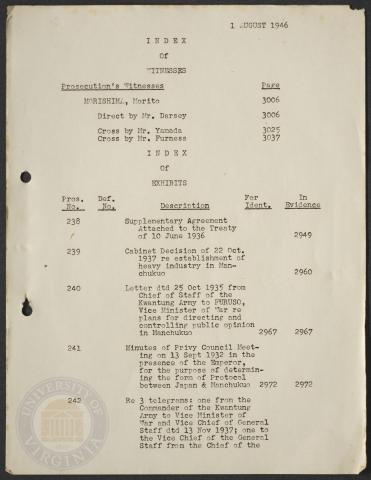 1 AUGUST 1946
I N D E X
Of
WITNESSES
Prosecution's Witnesses Page
MORISHIMA, Morito 3006
Direct by Mr. Darsey 3006
Cross by Mr. Yamada 3025
Cross by Mr. Furness 3037
I N D E X
Of
EXHIBITS
Pros. Def. For In
No. No. Description Ident. Evidence
238 Supplementary Agreement
Attached to the Treaty
of 10 June 1936 2949
239 Cabinet Decision of 22 Oct.
1937 re establishment of
heavy industry in Man-
chukuo 2960
240 Letter dtd 25 Oct 1935 from
Chief of Staff of the
Kwantung Army to FURUSO,
Vice Minister of War re
plans for directing and
controlling public opinion
in Manchukuo 2967 2967
241 Minutes of Privy Council Meet-
ing on 13 Sept 1932 in the
presence of the Emperor,
for the purpose of determin-
ing the form of Protocol
between Japan & Manchukuo 2972 2972
242 Re 3 telegrams: one from the
Commander of the Kwantung
Army to Vice Minister of
War and Vice Chief of General
Staff dtd 13 Nov 1937; one to
the Vice Chief of the General
Staff from the Chief of the
UNIVERSITY OF VIRGINIA